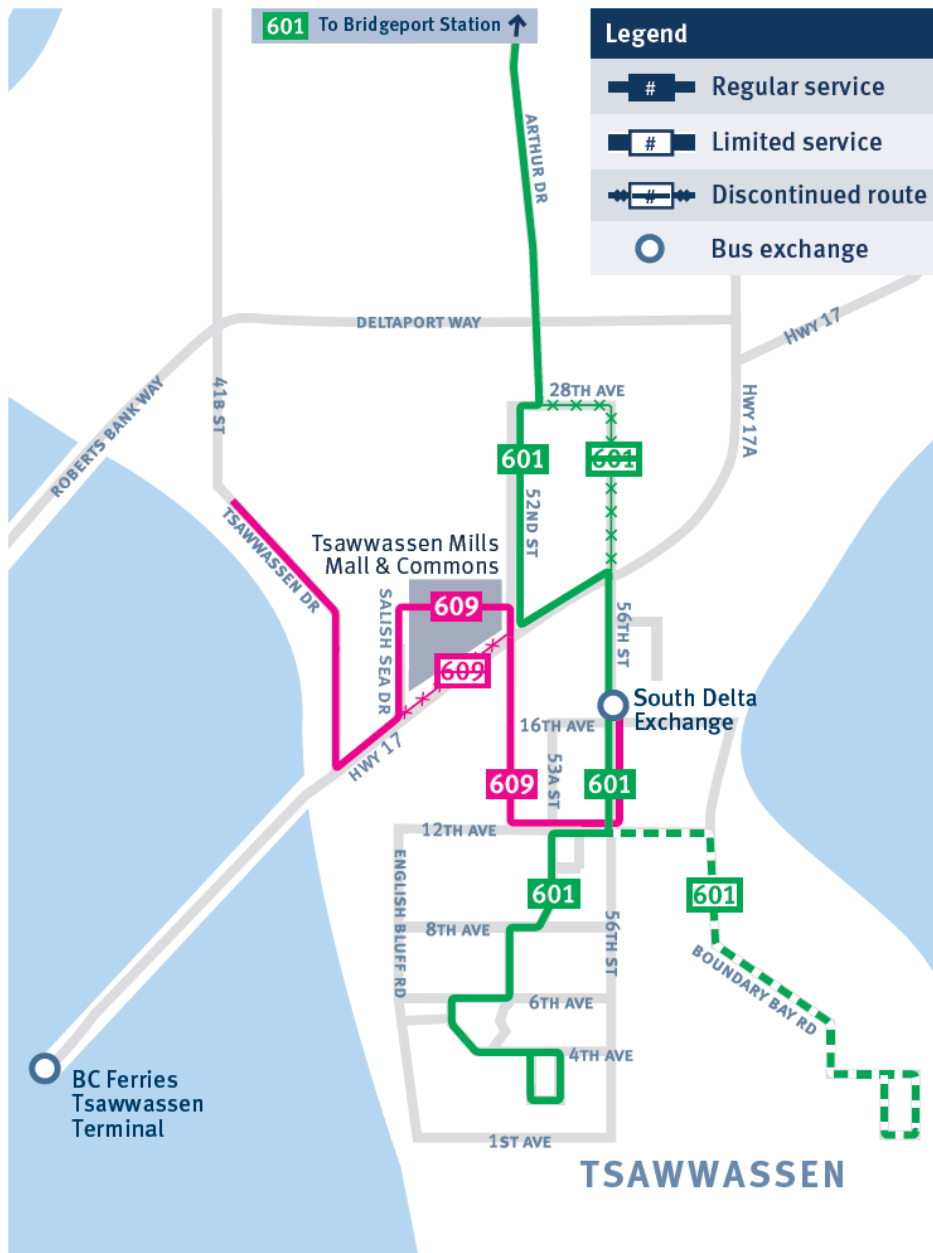 601 To Bridgeport Station
Legend
# Regular service
# Limited service
# Discontinued route
Bus exchange
ARTHUR DR
DELTAPORT WAY
HWY 17
ROBERTS BANK WAY
41B ST
28TH AVE
HWY 17A
601
601
52ND ST
TSAWWASSEN DR
Tsawwassen Mills
Mall & Commons
SALISH SEA DR
609
609
56TH ST
HWY 17
South Delta
Exchange
16TH AVE
53A ST
609
601
12TH AVE
ENGLISH BLUFF RD
601
601
8TH AVE
56TH ST
BOUNDARY BAY RD
6TH AVE
4TH AVE
BC Ferries
Tsawwassen
Terminal
1ST AVE
TSAWWASSEN